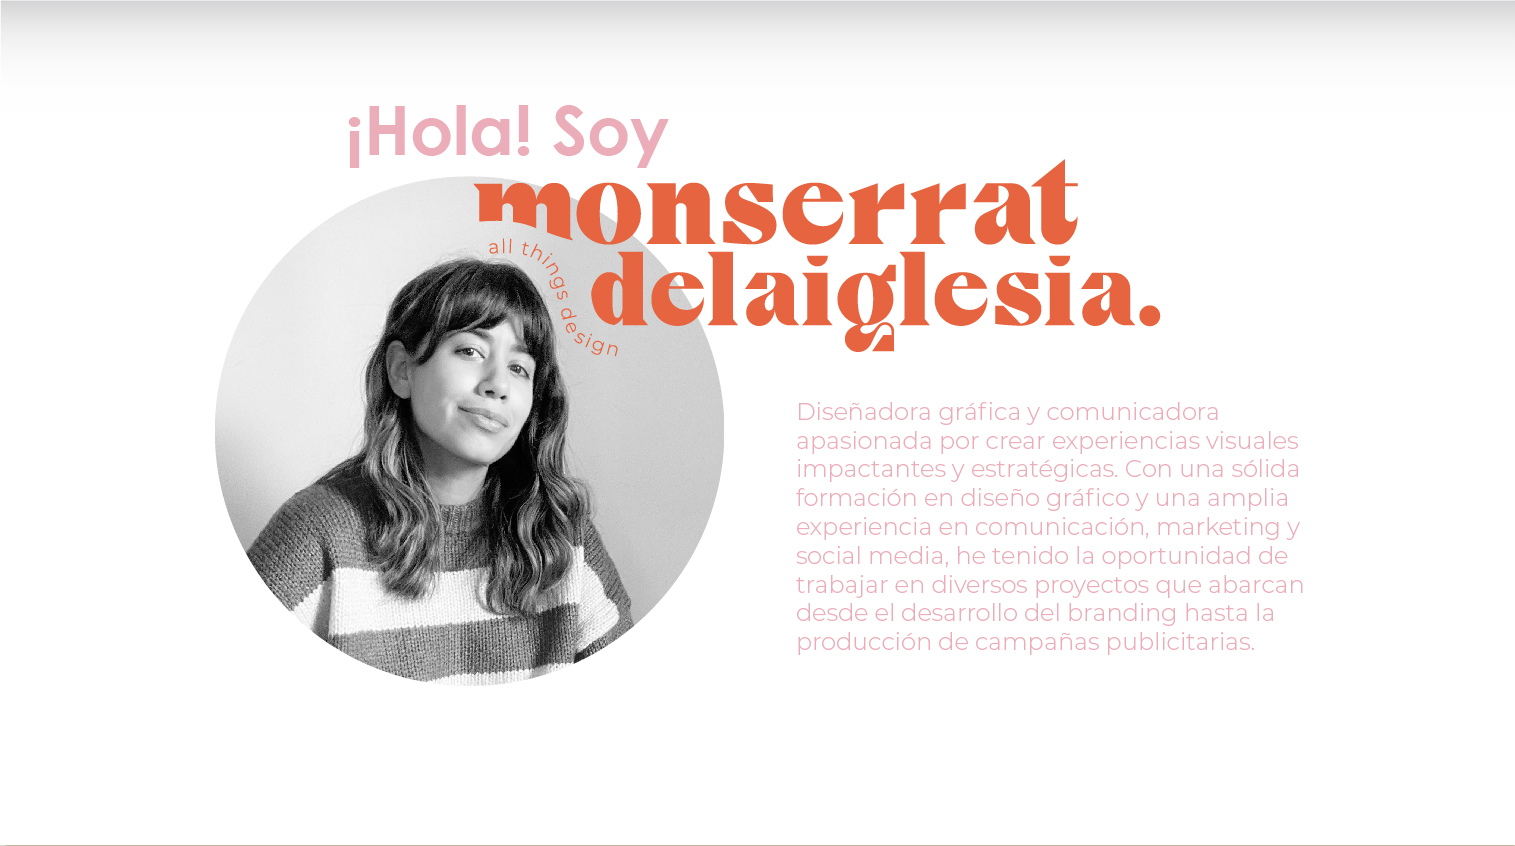 ¡Hola! Soy
monserrat
delaiglesia.
all things design
Diseñadora gráfica y comunicadora
apasionada por crear experiencias visuales
impactantes y estratégicas. Con una sólida
formación en diseño gráfico y una amplia
experiencia en comunicación, marketing y
social media, he tenido la oportunidad de
trabajar en diversos proyectos que abarcan
desde el desarrollo del branding hasta la
producción de campañas publicitarias.